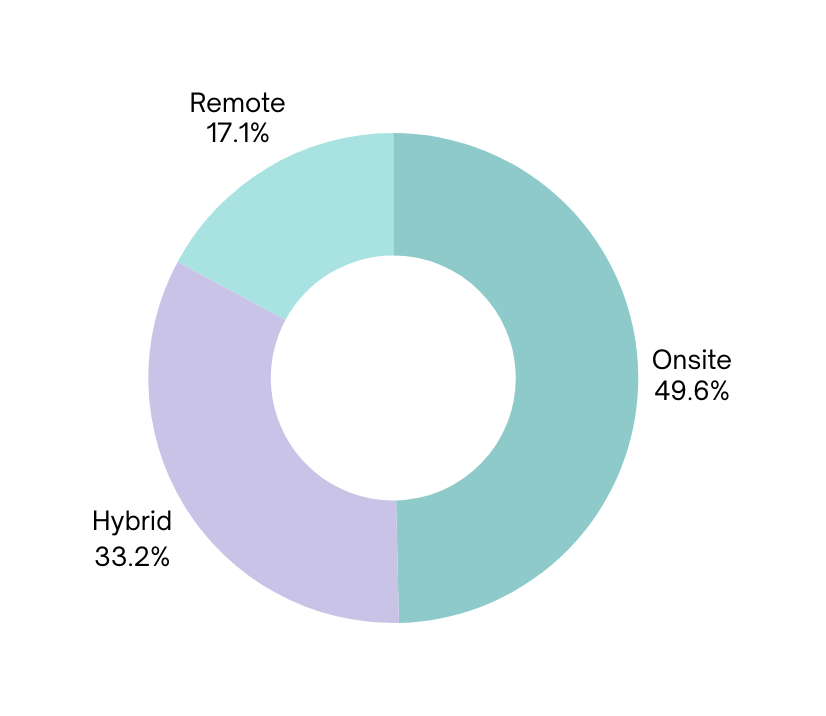 Remote
17.1%
Onsite
49.6%
Hybrid
33.2%